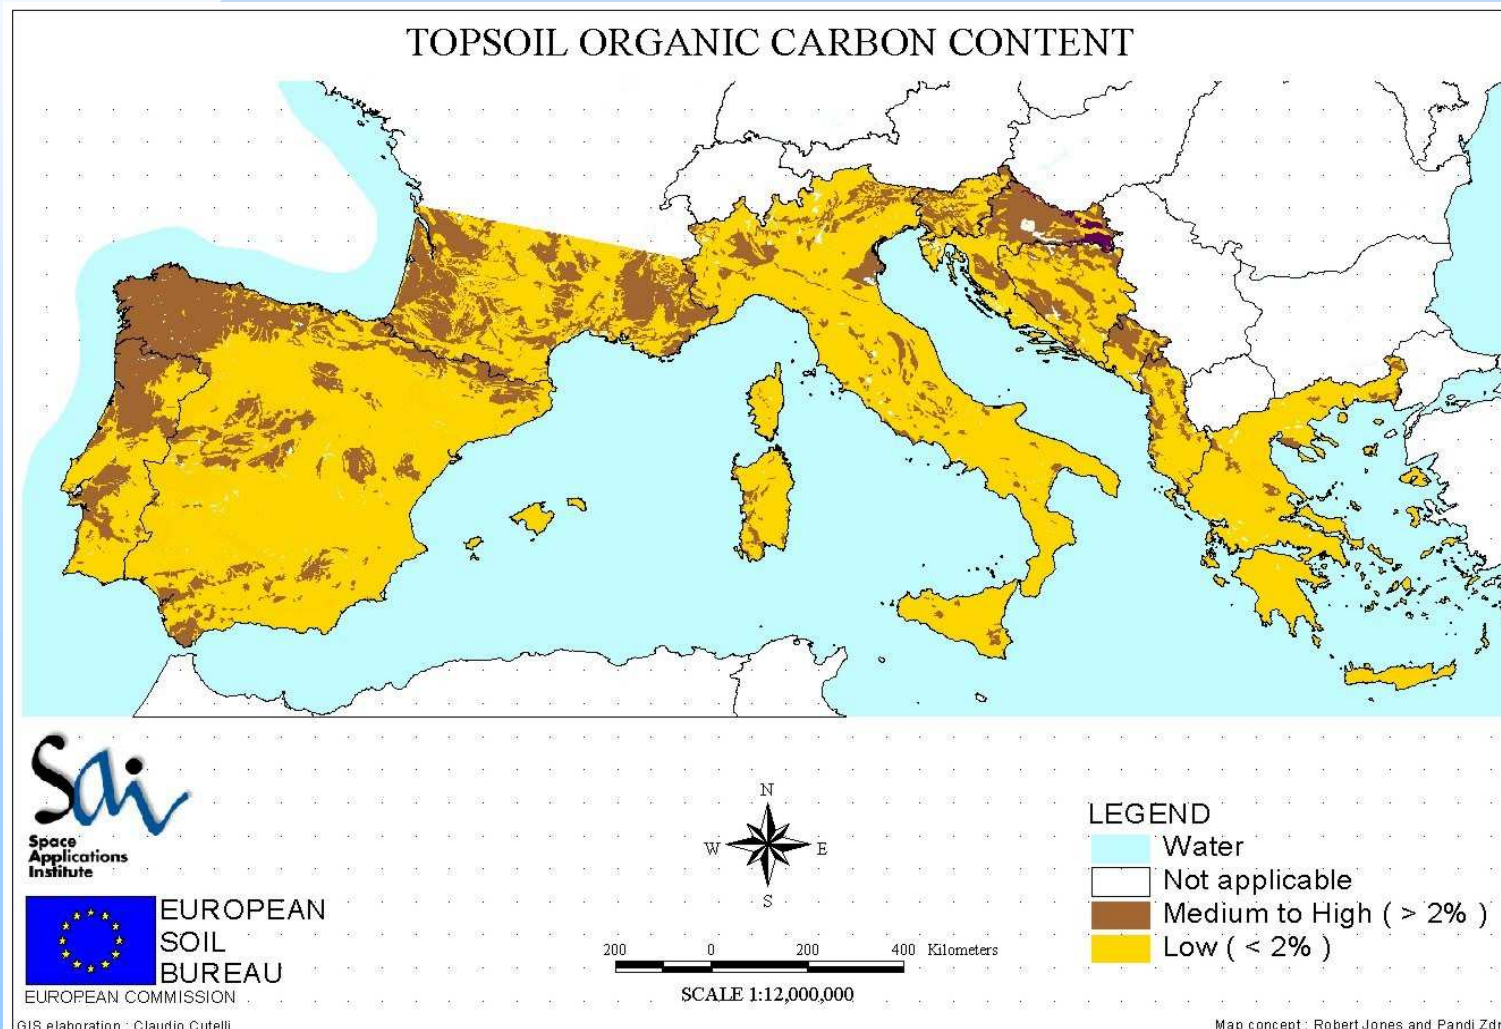 TOPSOIL ORGANIC CARBON CONTENT
Sai
Space
Applications
Institute
EUROPEAN
SOIL
BUREAU
EUROPEAN COMMISSION
N
W
E
S
200 0 200 400 Kilometers
SCALE 1:12,000,000
LEGEND
Water
Not applicable
Medium to High ( > 2% )
Low ( < 2% )
GIS elaboration : Claudio Cutelli
Map concept : Robert Jones and Pandi